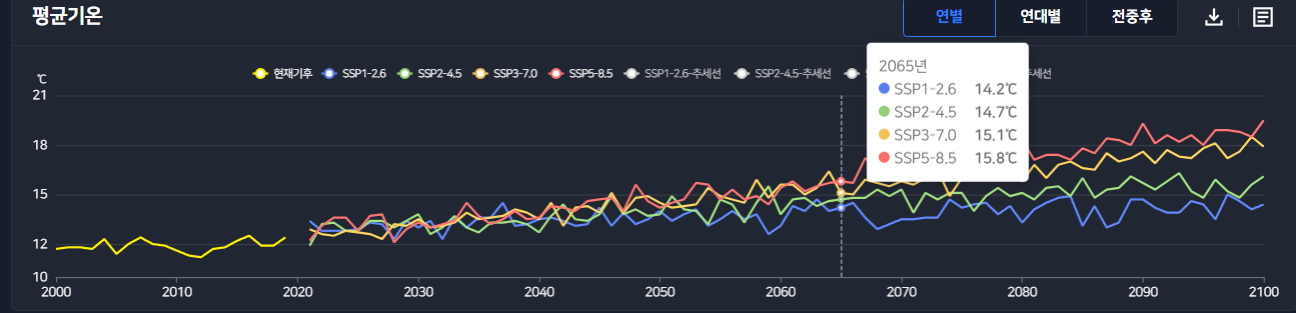 평균기온
연별 연대별 전중후
℃
현재기후 SSP1-2.6 SSP2-4.5 SSP3-7.0 SSP5-8.5 SSP1-2.6-추세선 SSP2-4.5-추세선 S 세선
2065년
SSP1-2.6 14.2℃
SSP2-4.5 14.7℃
SSP3-7.0 15.1℃
SSP5-8.5 15.8℃
21
18
15
12
10
2000 2010 2020 2030 2040 2050 2060 2070 2080 2090 2100